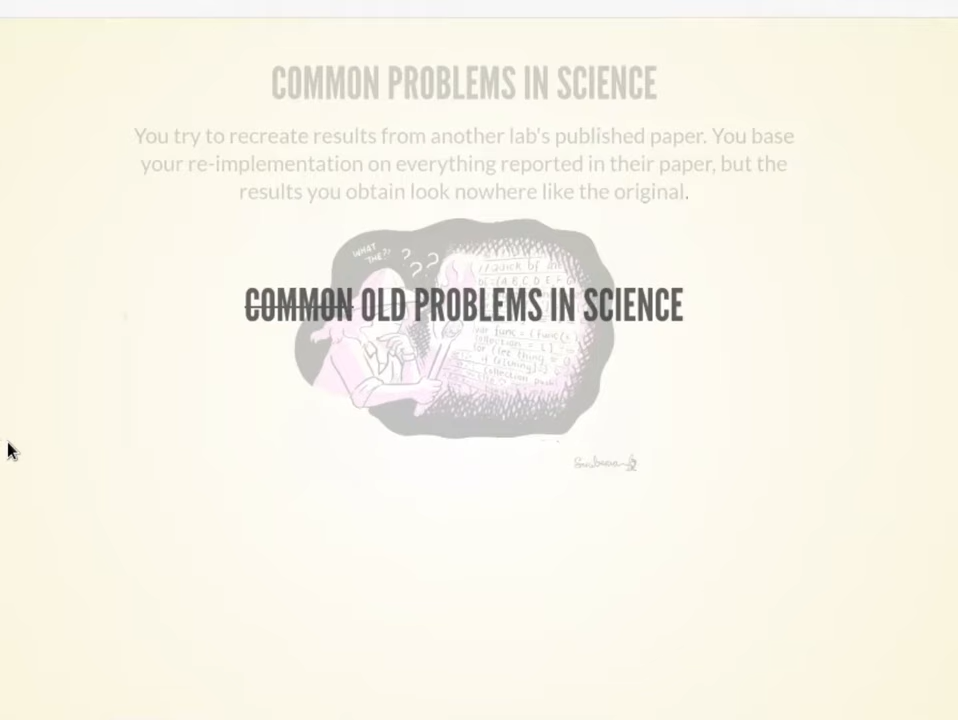 COMMON PROBLEMS IN SCIENCE
You try to recreate results from another lab's published paper. You base
your re-implementation on everything reported in their paper, but the
results you obtain look nowhere like the original.
WHAT
THE?!
? ? ?
COMMON OLD PROBLEMS IN SCIENCE